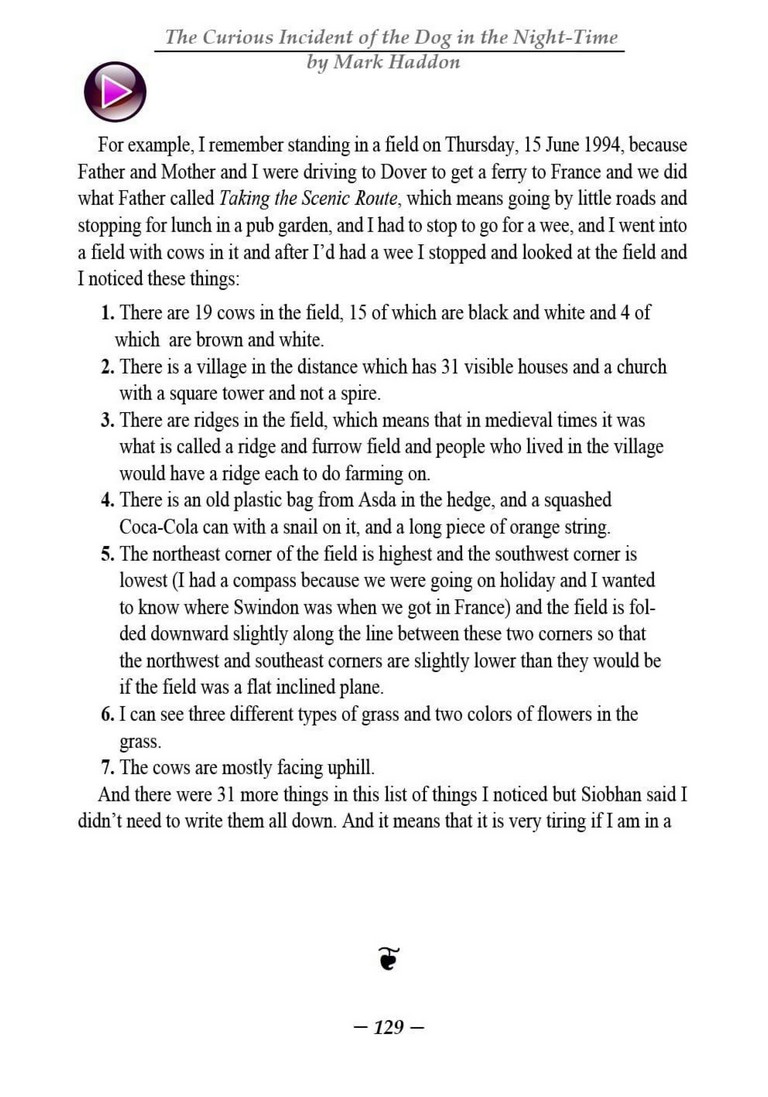 The Curious Incident of the Dog in the Night-Time
by Mark Haddon
For example, I remember standing in a field on Thursday, 15 June 1994, because
Father and Mother and I were driving to Dover to get a ferry to France and we did
what Father called Taking the Scenic Route, which means going by little roads and
stopping for lunch in a pub garden, and I had to stop to go for a wee, and I went into
a field with cows in it and after I’d had a wee I stopped and looked at the field and
I noticed these things:
1. There are 19 cows in the field, 15 of which are black and white and 4 of
which are brown and white.
2. There is a village in the distance which has 31 visible houses and a church
with a square tower and not a spire.
3. There are ridges in the field, which means that in medieval times it was
what is called a ridge and furrow field and people who lived in the village
would have a ridge each to do farming on.
4. There is an old plastic bag from Asda in the hedge, and a squashed
Coca-Cola can with a snail on it, and a long piece of orange string.
5. The northeast corner of the field is highest and the southwest corner is
lowest (I had a compass because we were going on holiday and I wanted
to know where Swindon was when we got in France) and the field is fol-
ded downward slightly along the line between these two corners so that
the northwest and southeast corners are slightly lower than they would be
if the field was a flat inclined plane.
6. I can see three different types of grass and two colors of flowers in the
grass.
7. The cows are mostly facing uphill.
And there were 31 more things in this list of things I noticed but Siobhan said I
didn’t need to write them all down. And it means that it is very tiring if I am in a
— 129 —